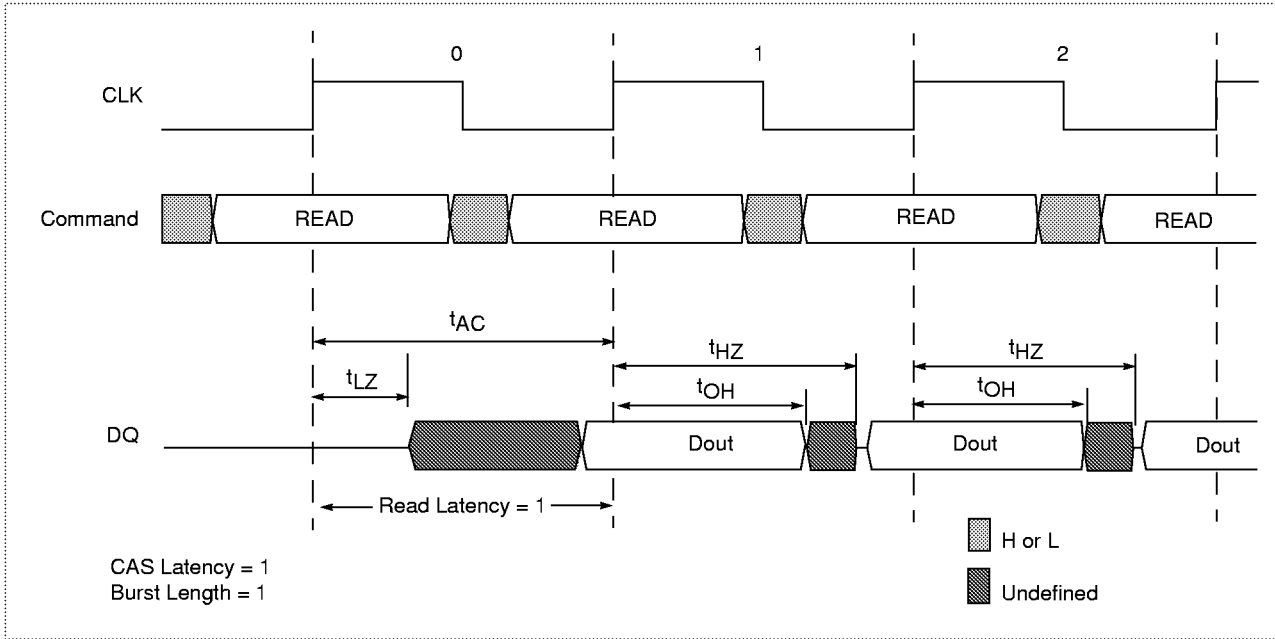 0 1 2
CLK
Command READ READ READ READ
tAC
tHZ tHZ
tLZ tOH tOH
DQ Dout Dout Dout
Read Latency = 1
H or L
CAS Latency = 1
Burst Length = 1
Undefined